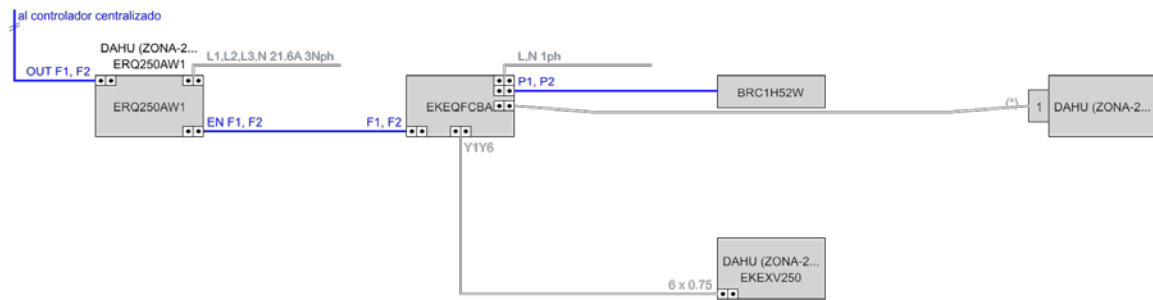 al controlador centralizado
DAHU (ZONA-2...
ERQ250AW1
L1,L2,L3,N 21.6A 3Nph
L,N 1ph
OUT F1, F2
P1, P2
ERQ250AW1
EKEQFCBA
BRC1H52W
(*)
1
DAHU (ZONA-2...
EN F1, F2
F1, F2
Y1Y6
DAHU (ZONA-2...
EKEXV250
6 x 0.75